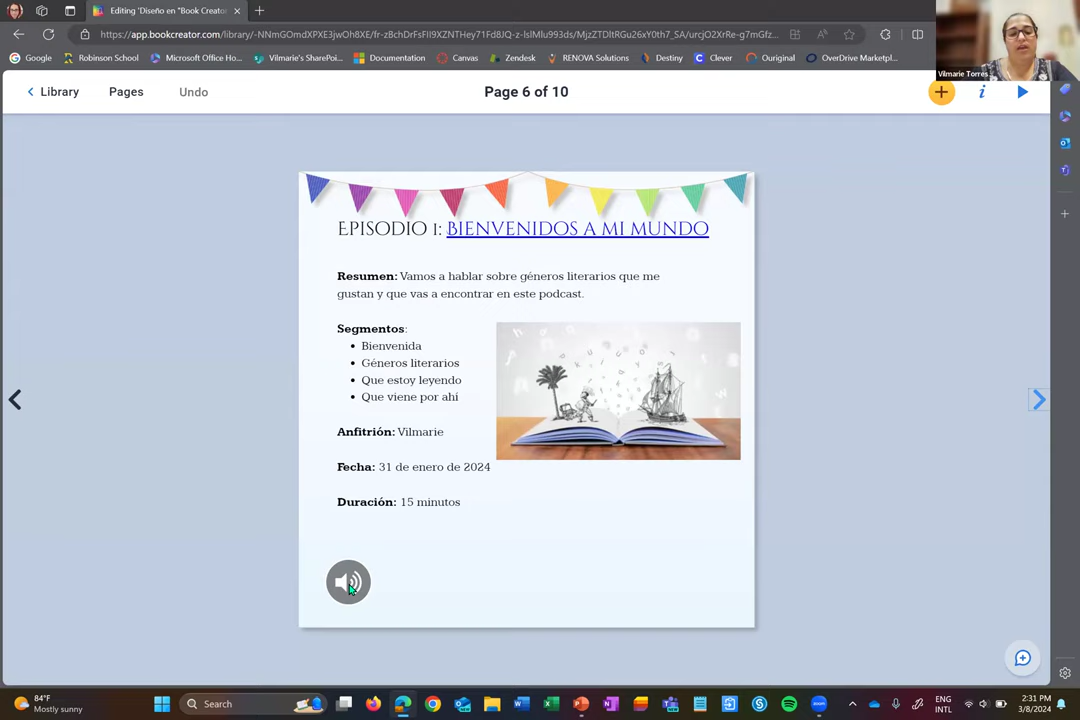 Editing 'Diseño en "Book Creato
https://app.bookcreator.com/library/-NNmGOmdXPXE3jwOh8XE/fr-zBchDrFsFII9XZNTHey71Fd8JQ-z-lsIMlu993ds/MjzZTDltRGu26xY0th7_SA/urcjO2XrRe-g7mGfz...
Google
Robinson School
Microsoft Office Ho...
Vilmarie's SharePoi...
Documentation
Canvas
Zendesk
RENOVA Solutions
Destiny
Clever
Ouriginal
OverDrive Marketpl...
Vilmarie Torres
Library
Pages
Undo
Page 6 of 10
Episodio 1: Bienvenidos a mi mundo
Resumen: Vamos a hablar sobre géneros literarios que me
gustan y que vas a encontrar en este podcast.
Segmentos:
Bienvenida
Géneros literarios
Que estoy leyendo
Que viene por ahí
Anfitrión: Vilmarie
Fecha: 31 de enero de 2024
Duración: 15 minutos
84°F
Mostly sunny
Search
ENG
INTL
2:31 PM
3/8/2024